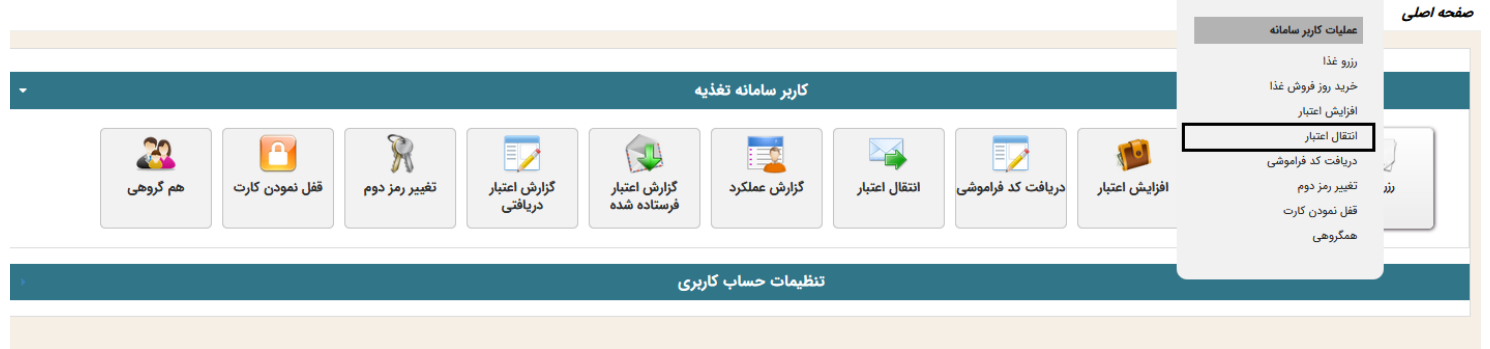 صفحه اصلی
عملیات کاربر سامانه
رزرو غذا
خرید روز فروش غذا
افزایش اعتبار
انتقال اعتبار
دریافت کد فراموشی
تغییر رمز دوم
قفل نمودن کارت
همگروهی
کاربر سامانه تغذیه
افزایش اعتبار
دریافت کد فراموشی
انتقال اعتبار
گزارش عملکرد
گزارش اعتبار
فرستاده شده
گزارش اعتبار
دریافتی
تغییر رمز دوم
قفل نمودن کارت
هم گروهی
تنظیمات حساب کاربری